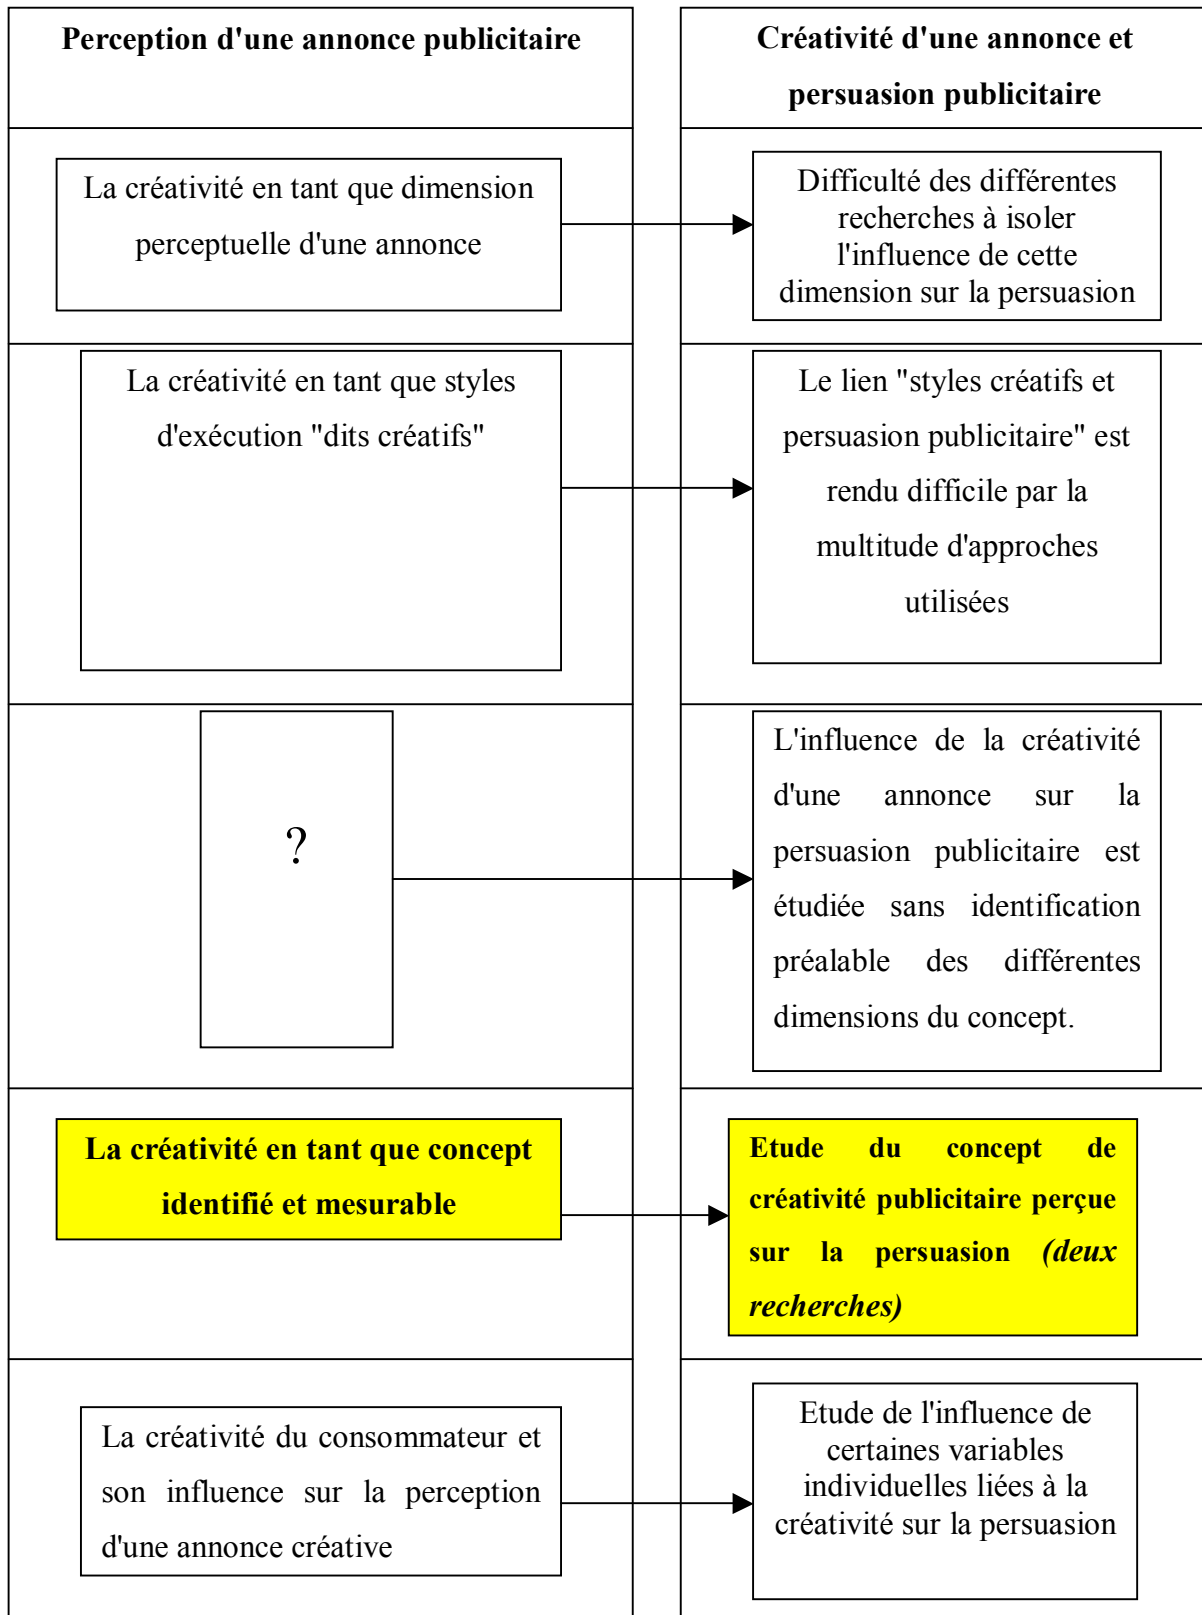 Perception d'une annonce publicitaire
Créativité d'une annonce et
persuasion publicitaire
La créativité en tant que dimension
perceptuelle d'une annonce
Difficulté des différentes
recherches à isoler
l'influence de cette
dimension sur la persuasion
La créativité en tant que styles
d'exécution "dits créatifs"
Le lien "styles créatifs et
persuasion publicitaire" est
rendu difficile par la
multitude d'approches
utilisées
?
L'influence de la créativité
d'une annonce sur la
persuasion publicitaire est
étudiée sans identification
préalable des différentes
dimensions du concept.
La créativité en tant que concept
identifié et mesurable
Etude du concept de
créativité publicitaire perçue
sur la persuasion (deux
recherches)
La créativité du consommateur et
son influence sur la perception
d'une annonce créative
Etude de l'influence de
certaines variables
individuelles liées à la
créativité sur la persuasion